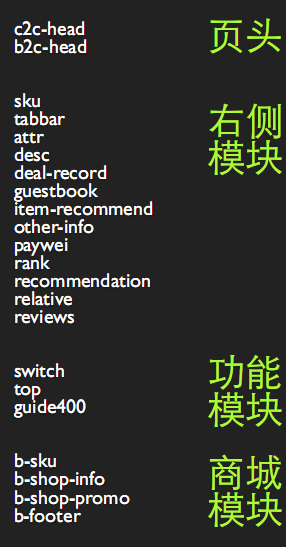 c2c-head
b2c-head
页头
sku
tabbar
attr
desc
deal-record
guestbook
item-recommend
other-info
paywei
rank
recommendation
relative
reviews
右侧
模块
switch
top
guide400
功能
模块
b-sku
b-shop-info
b-shop-promo
b-footer
商城
模块